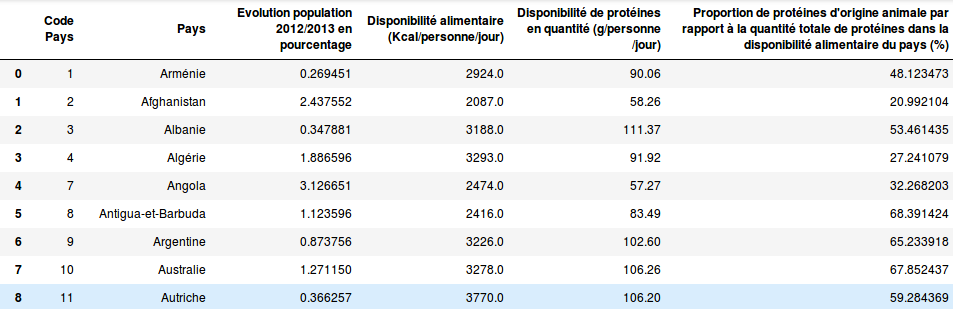 Code Pays Pays Evolution population 2012/2013 en pourcentage Disponibilité alimentaire (Kcal/personne/jour) Disponibilité de protéines en quantité (g/personne /jour) Proportion de protéines d'origine animale par rapport à la quantité totale de protéines dans la disponibilité alimentaire du pays (%)
0 1 Arménie 0.269451 2924.0 90.06 48.123473
1 2 Afghanistan 2.437552 2087.0 58.26 20.992104
2 3 Albanie 0.347881 3188.0 111.37 53.461435
3 4 Algérie 1.886596 3293.0 91.92 27.241079
4 7 Angola 3.126651 2474.0 57.27 32.268203
5 8 Antigua-et-Barbuda 1.123596 2416.0 83.49 68.391424
6 9 Argentine 0.873756 3226.0 102.60 65.233918
7 10 Australie 1.271150 3278.0 106.26 67.852437
8 11 Autriche 0.366257 3770.0 106.20 59.284369